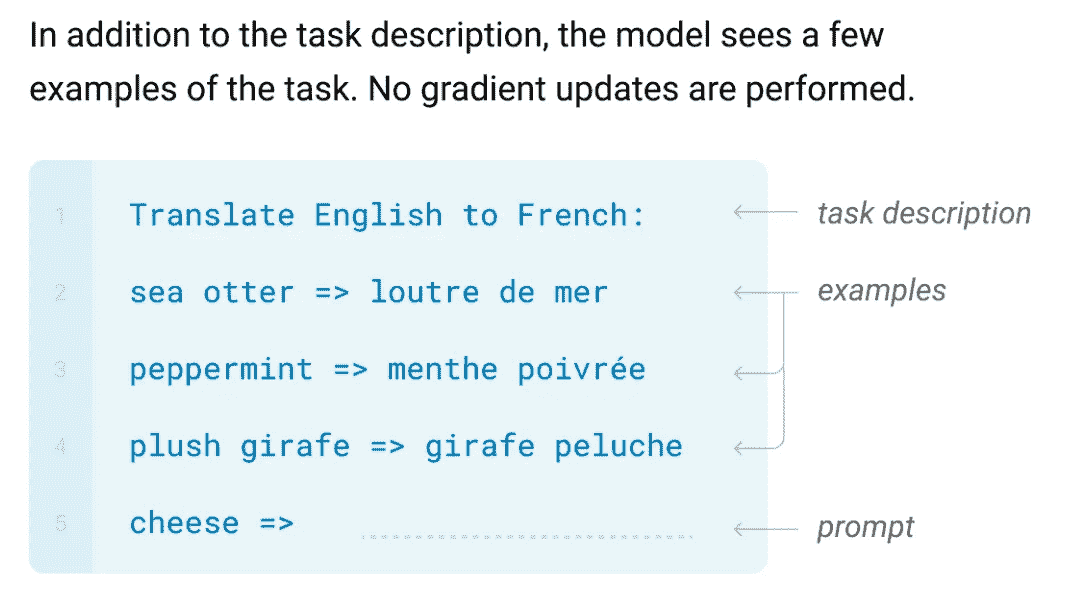 In addition to the task description, the model sees a few
examples of the task. No gradient updates are performed.
1 Translate English to French: task description
2 sea otter => loutre de mer examples
3 peppermint => menthe poivrée
4 plush girafe => girafe peluche
5 cheese => prompt